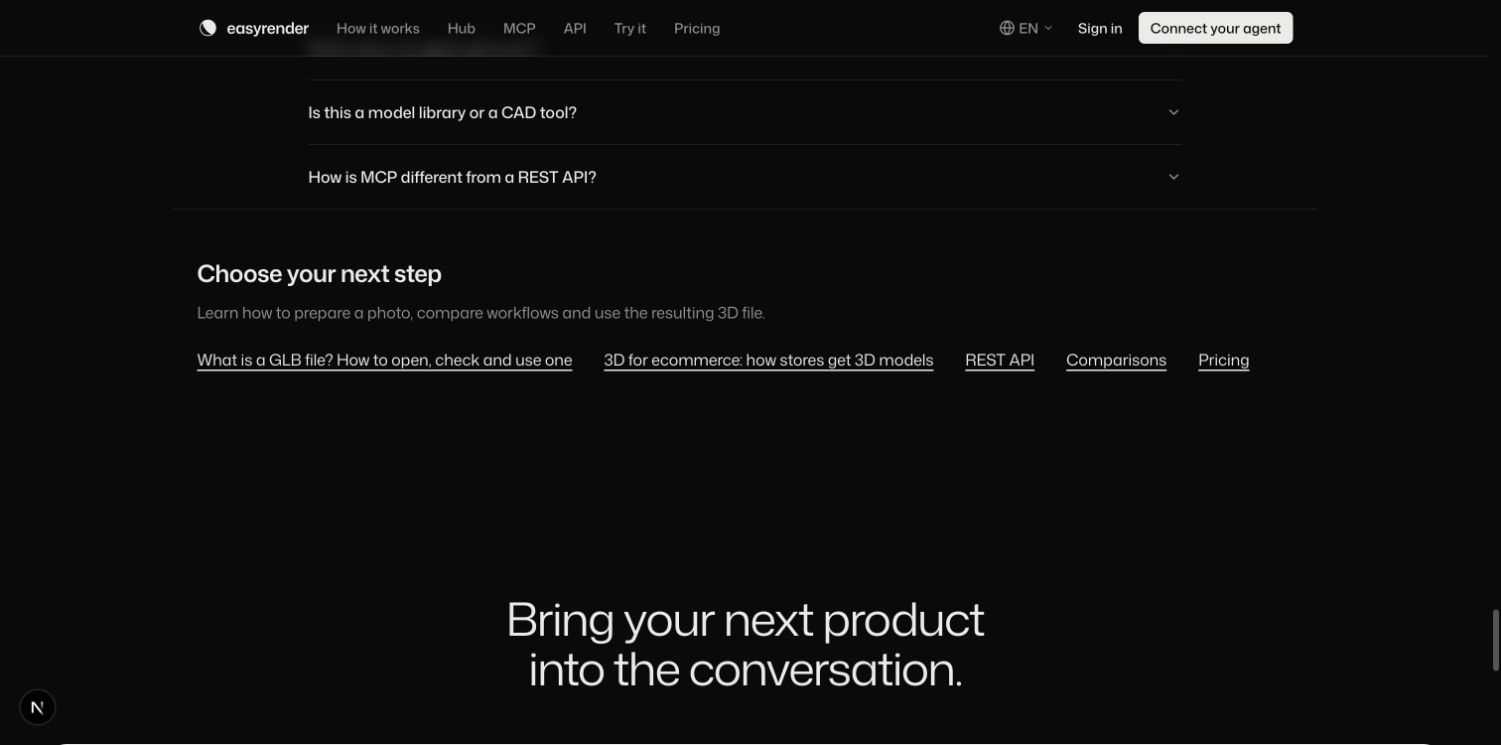 easyrender
How it works
Hub
MCP
API
Try it
Pricing
EN
Sign in
Connect your agent
Is this a model library or a CAD tool?
How is MCP different from a REST API?
Choose your next step
Learn how to prepare a photo, compare workflows and use the resulting 3D file.
What is a GLB file? How to open, check and use one
3D for ecommerce: how stores get 3D models
REST API
Comparisons
Pricing
Bring your next product
into the conversation.
N